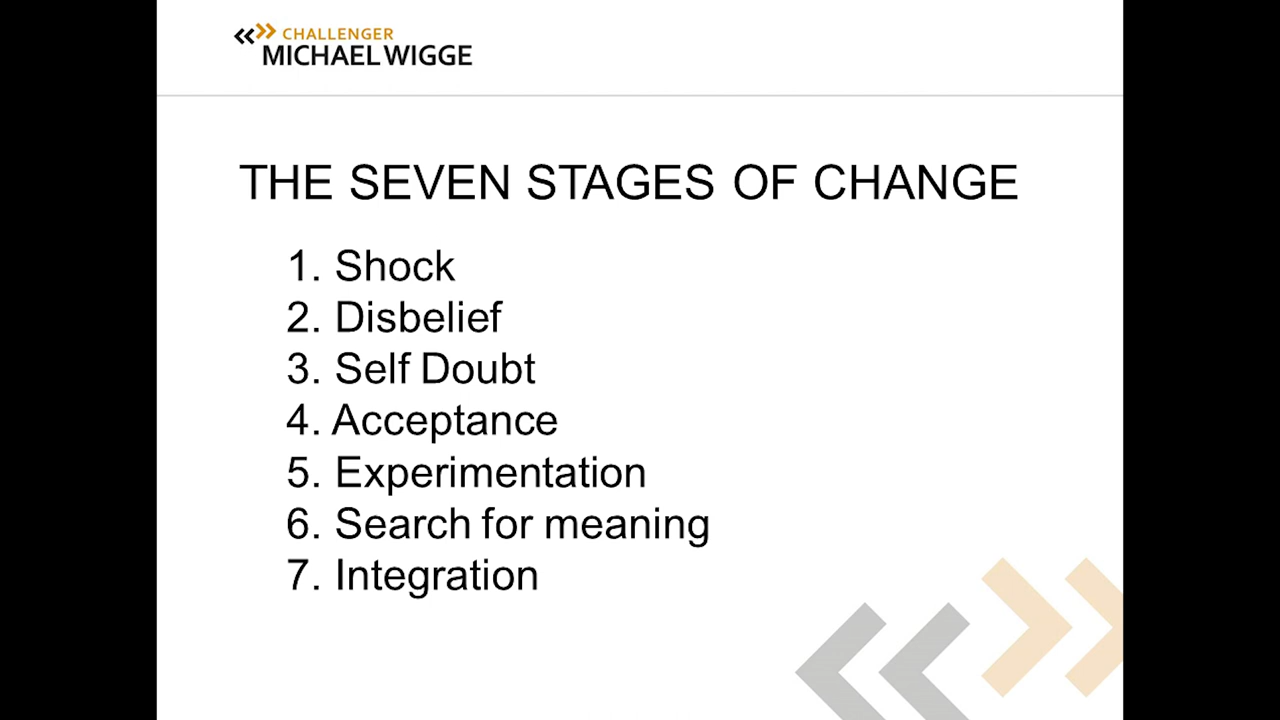 CHALLENGER
MICHAEL WIGGE
THE SEVEN STAGES OF CHANGE
1. Shock
2. Disbelief
3. Self Doubt
4. Acceptance
5. Experimentation
6. Search for meaning
7. Integration